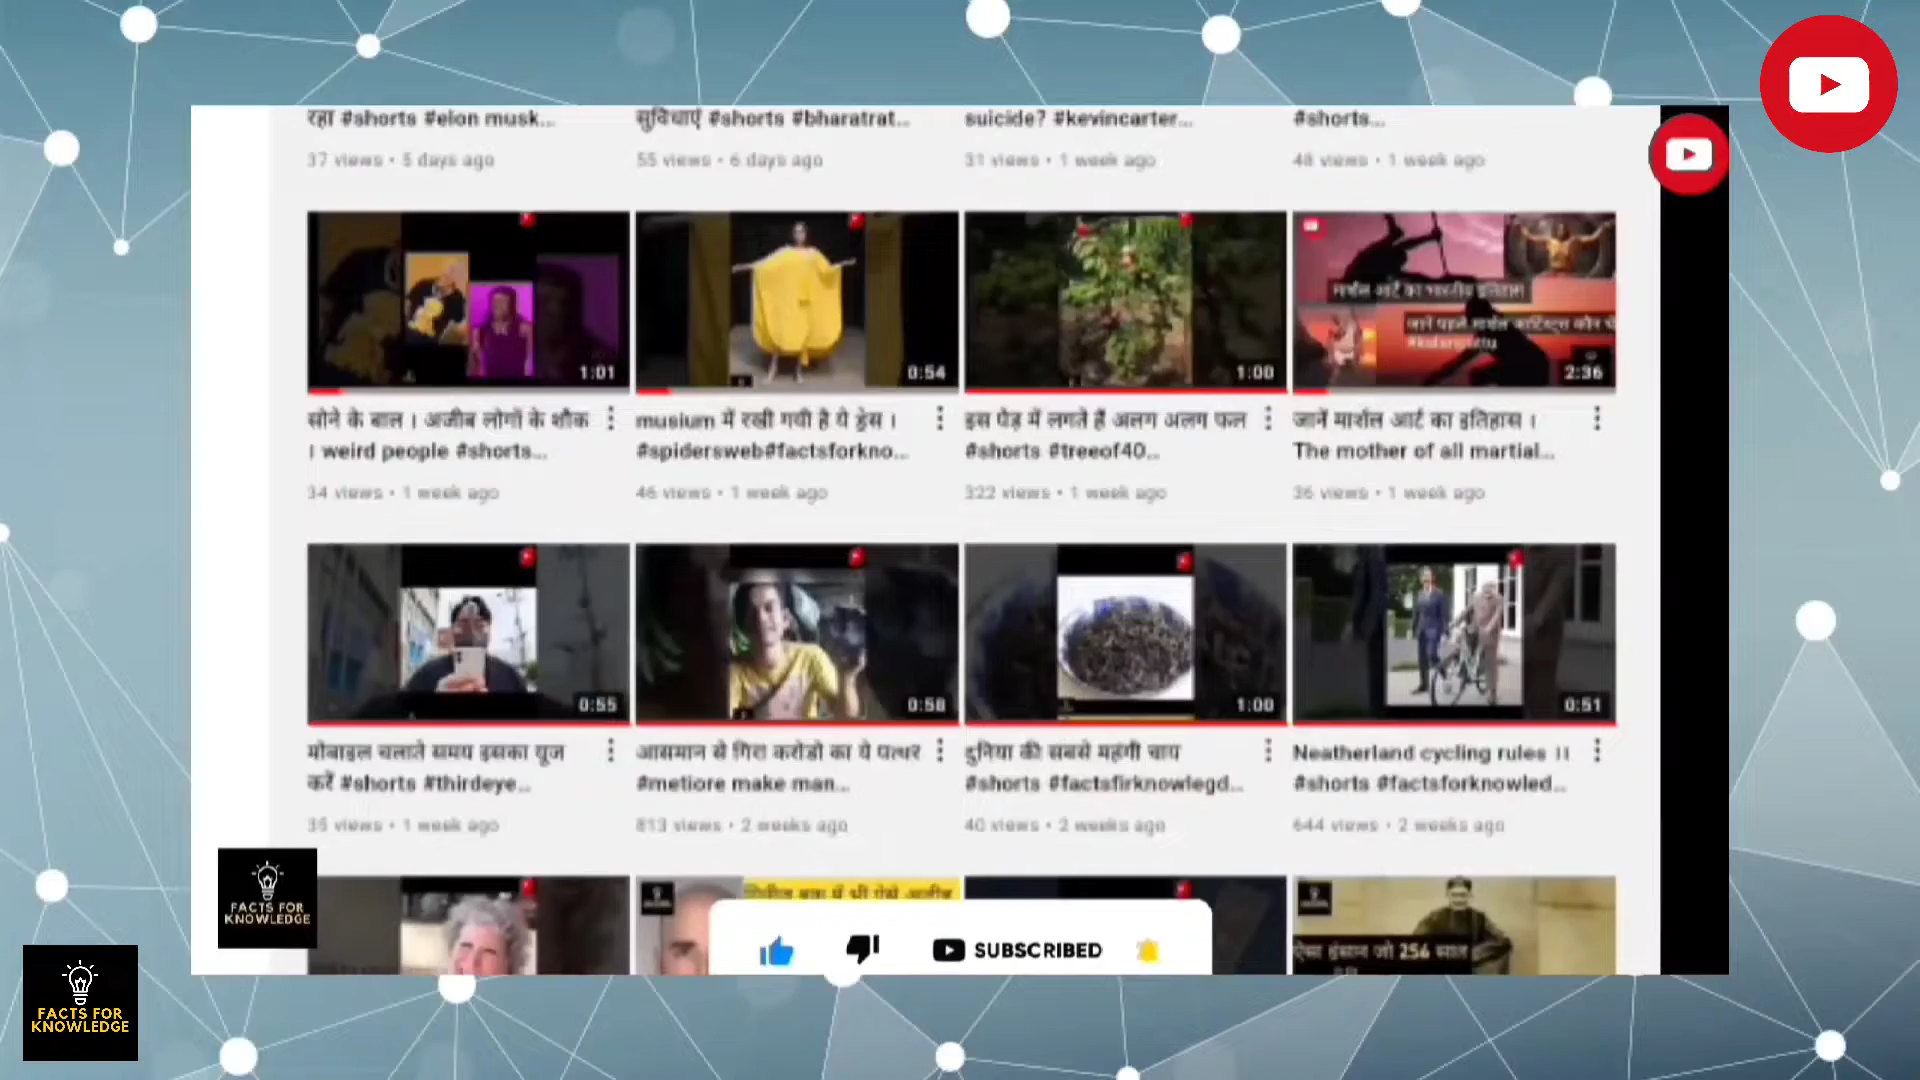 रहा #shorts #elon musk...
सुविधाएं #shorts #bharatrat...
suicide? #kevincarter...
#shorts...
37 views • 5 days ago
55 views • 6 days ago
31 views • 1 week ago
48 views • 1 week ago
मार्शल आर्ट का भारतीय इतिहास
1:01
0:54
1:00
2:36
सोने के बाल । अजीब लोगों के शौक
। weird people #shorts...
34 views • 1 week ago
musium में रखी गयी है ये ड्रेस ।
#spidersweb#factsforkno...
46 views • 1 week ago
इस पेड़ में लगते हैं अलग अलग फल
#shorts #treeof40...
322 views • 1 week ago
जानें मार्शल आर्ट का इतिहास ।
The mother of all martial...
36 views • 1 week ago
0:55
0:58
1:00
0:51
मोबाइल चलाते समय इसका यूज
करें #shorts #thirdeye...
35 views • 1 week ago
आसमान से गिरा करोडो का ये पत्थर
#metiore make man...
813 views • 2 weeks ago
दुनिया की सबसे महंगी चाय
#shorts #factsfirknowlegd...
40 views • 2 weeks ago
Neatherland cycling rules ।।
#shorts #factsforknowled...
644 views • 2 weeks ago
FACTS FOR
KNOWLEDGE
SUBSCRIBED
ऐसा इंसान जो 256 साल
FACTS FOR
KNOWLEDGE